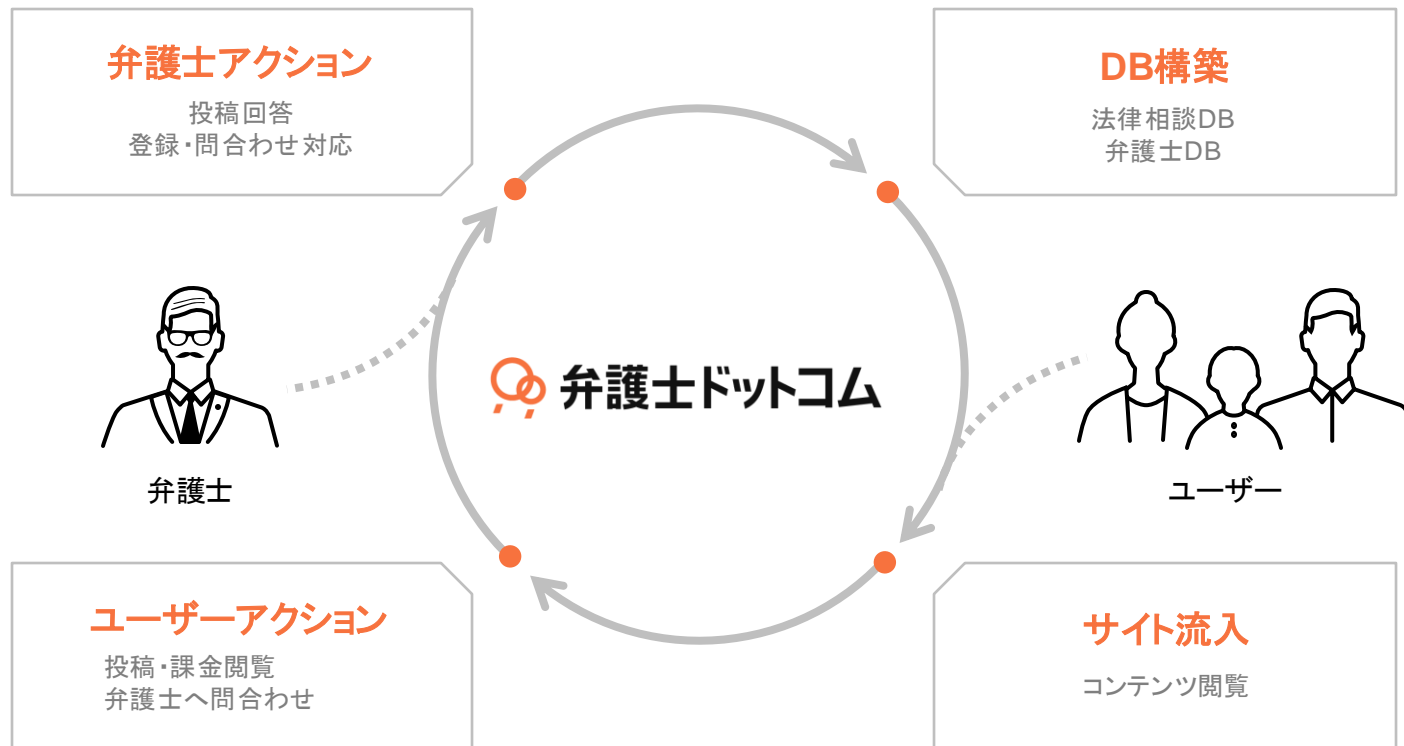 弁護士アクション
投稿回答
登録・問合わせ対応
DB構築
法律相談DB
弁護士DB
弁護士ドットコム
弁護士
ユーザー
ユーザーアクション
投稿・課金閲覧
弁護士へ問合わせ
サイト流入
コンテンツ閲覧